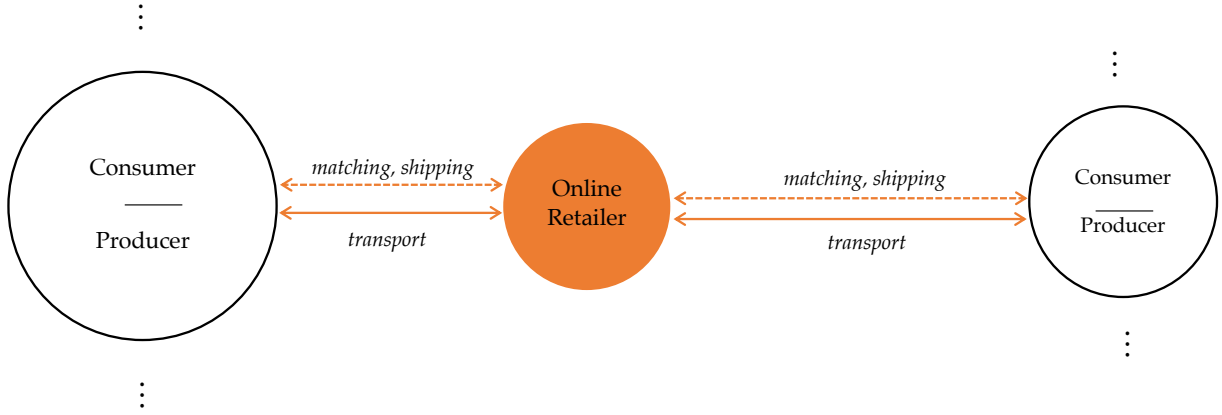 Consumer
Producer
matching, shipping
transport
Online
Retailer
matching, shipping
transport
Consumer
Producer